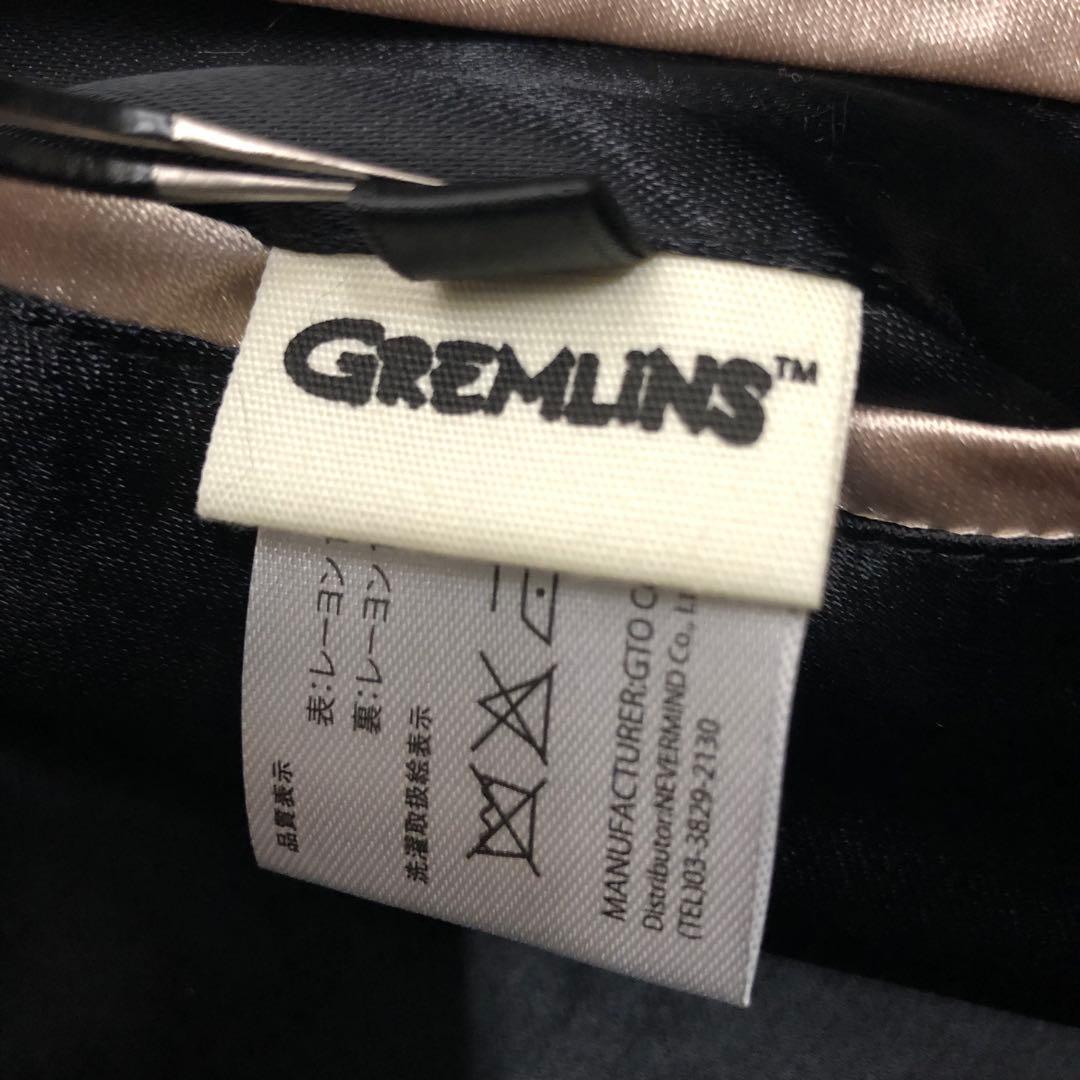 GREMLINS™
品質表示
表:レーヨン
裏:レーヨン
洗濯取扱絵表示
MANUFACTURER:GTO
Distributor:NEVERMIND Co.,
(TEL)03-3829-2130